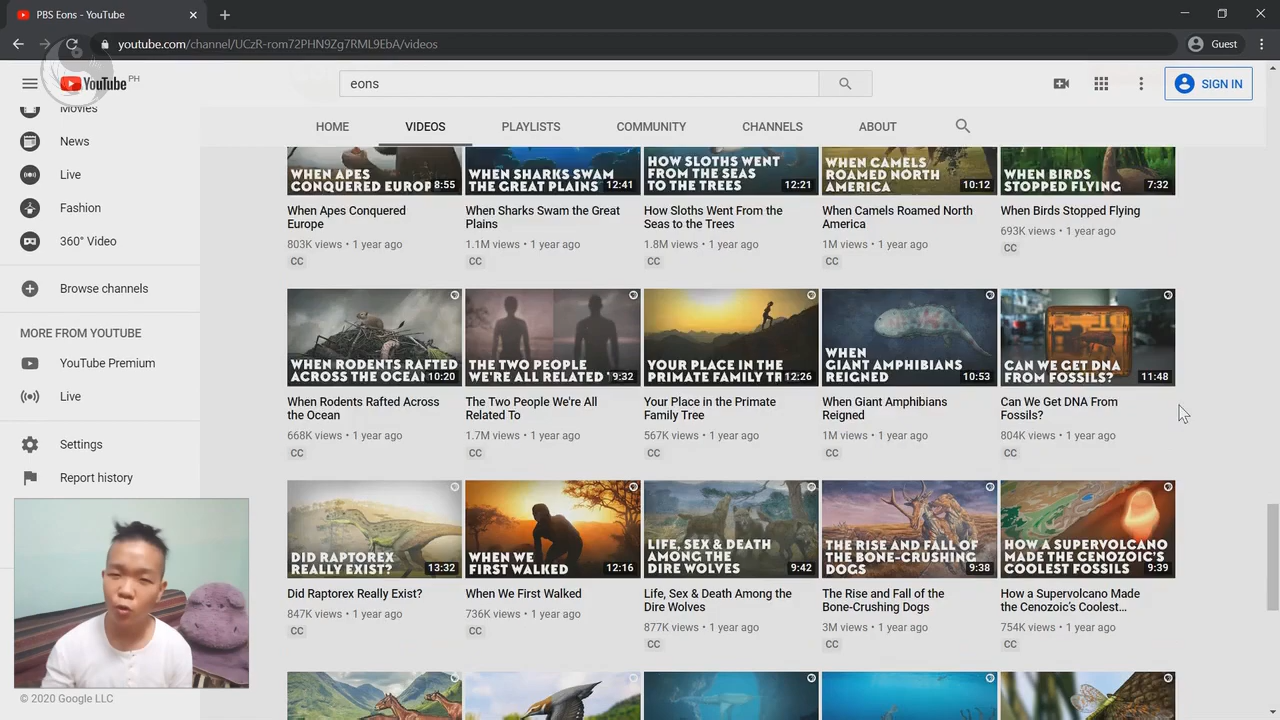 PBS Eons - YouTube
youtube.com/channel/UCzR-rom72PHN9Zg7RML9EbA/videos
Guest
YouTube PH
eons
SIGN IN
HOME VIDEOS PLAYLISTS COMMUNITY CHANNELS ABOUT
Movies
News
Live
Fashion
360° Video
Browse channels
MORE FROM YOUTUBE
YouTube Premium
Live
Settings
Report history
© 2020 Google LLC
WHEN APES
CONQUERED EUROP
8:55
When Apes Conquered
Europe
803K views • 1 year ago
CC
WHEN SHARKS SWAM
THE GREAT PLAINS
12:41
When Sharks Swam the Great
Plains
1.1M views • 1 year ago
CC
HOW SLOTHS WENT
FROM THE SEAS
TO THE TREES
12:21
How Sloths Went From the
Seas to the Trees
1.8M views • 1 year ago
CC
WHEN CAMELS
ROAMED NORTH
AMERICA
10:12
When Camels Roamed North
America
1M views • 1 year ago
CC
WHEN BIRDS
STOPPED FLYING
7:32
When Birds Stopped Flying
693K views • 1 year ago
CC
WHEN RODENTS RAFTED
ACROSS THE OCEAN
10:20
When Rodents Rafted Across
the Ocean
668K views • 1 year ago
CC
THE TWO PEOPLE
WE'RE ALL RELATED
9:32
The Two People We're All
Related To
1.7M views • 1 year ago
CC
YOUR PLACE IN THE
PRIMATE FAMILY TR
12:26
Your Place in the Primate
Family Tree
567K views • 1 year ago
CC
WHEN
GIANT AMPHIBIANS
REIGNED
10:53
When Giant Amphibians
Reigned
1M views • 1 year ago
CC
CAN WE GET DNA
FROM FOSSILS?
11:48
Can We Get DNA From
Fossils?
804K views • 1 year ago
CC
DID RAPTOREX
REALLY EXIST?
13:32
Did Raptorex Really Exist?
847K views • 1 year ago
CC
WHEN WE
FIRST WALKED
12:16
When We First Walked
736K views • 1 year ago
CC
LIFE, SEX & DEATH
AMONG THE
DIRE WOLVES
9:42
Life, Sex & Death Among the
Dire Wolves
877K views • 1 year ago
CC
THE RISE AND FALL OF
THE BONE-CRUSHING
DOGS
9:38
The Rise and Fall of the
Bone-Crushing Dogs
3M views • 1 year ago
CC
HOW A SUPERVOLCANO
MADE THE CENOZOIC'S
COOLEST FOSSILS
9:39
How a Supervolcano Made
the Cenozoic's Coolest...
754K views • 1 year ago
CC